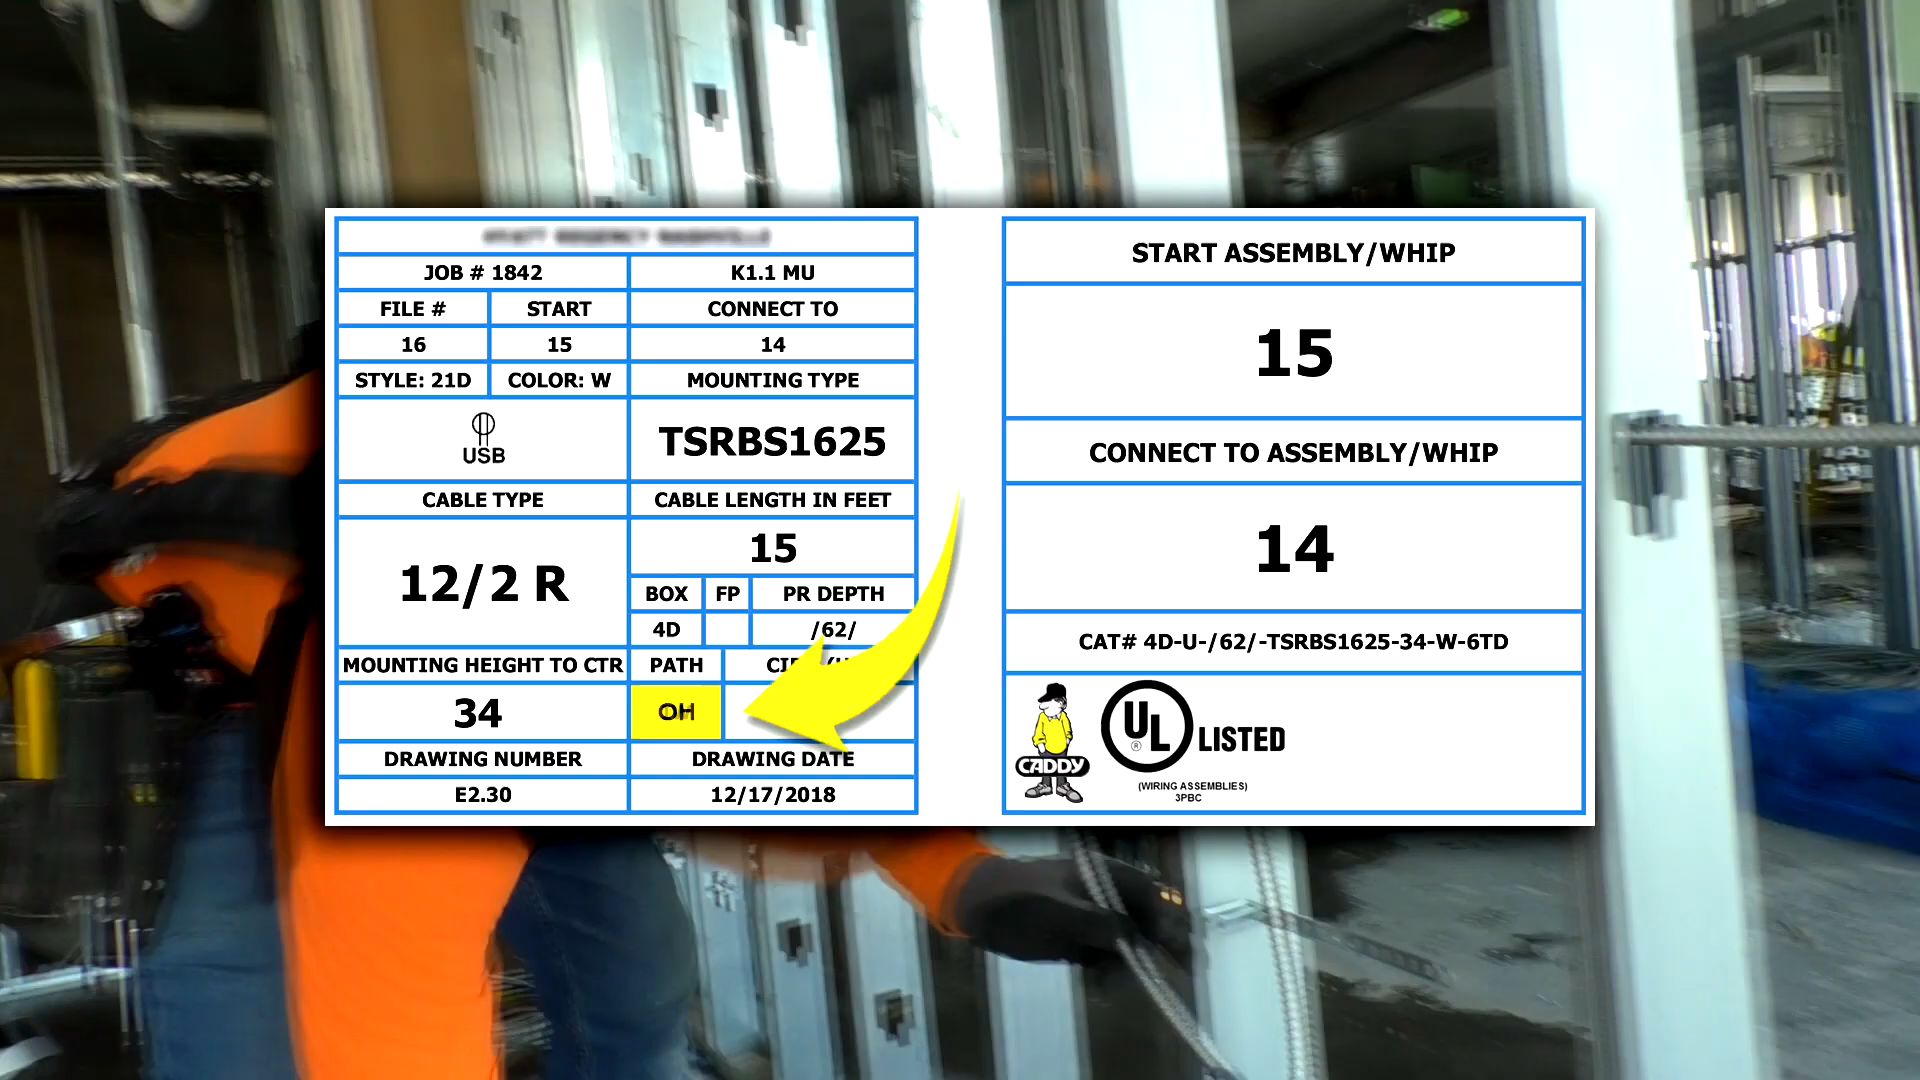 JOB # 1842
K1.1 MU
FILE #
START
CONNECT TO
16
15
14
STYLE: 21D
COLOR: W
MOUNTING TYPE
USB
TSRBS1625
CABLE TYPE
CABLE LENGTH IN FEET
12/2 R
15
BOX
FP
PR DEPTH
4D
/62/
MOUNTING HEIGHT TO CTR
PATH
34
OH
DRAWING NUMBER
DRAWING DATE
E2.30
12/17/2018
START ASSEMBLY/WHIP
15
CONNECT TO ASSEMBLY/WHIP
14
CAT# 4D-U-/62/-TSRBS1625-34-W-6TD
CADDY
UL
®
LISTED
(WIRING ASSEMBLIES)
3PBC